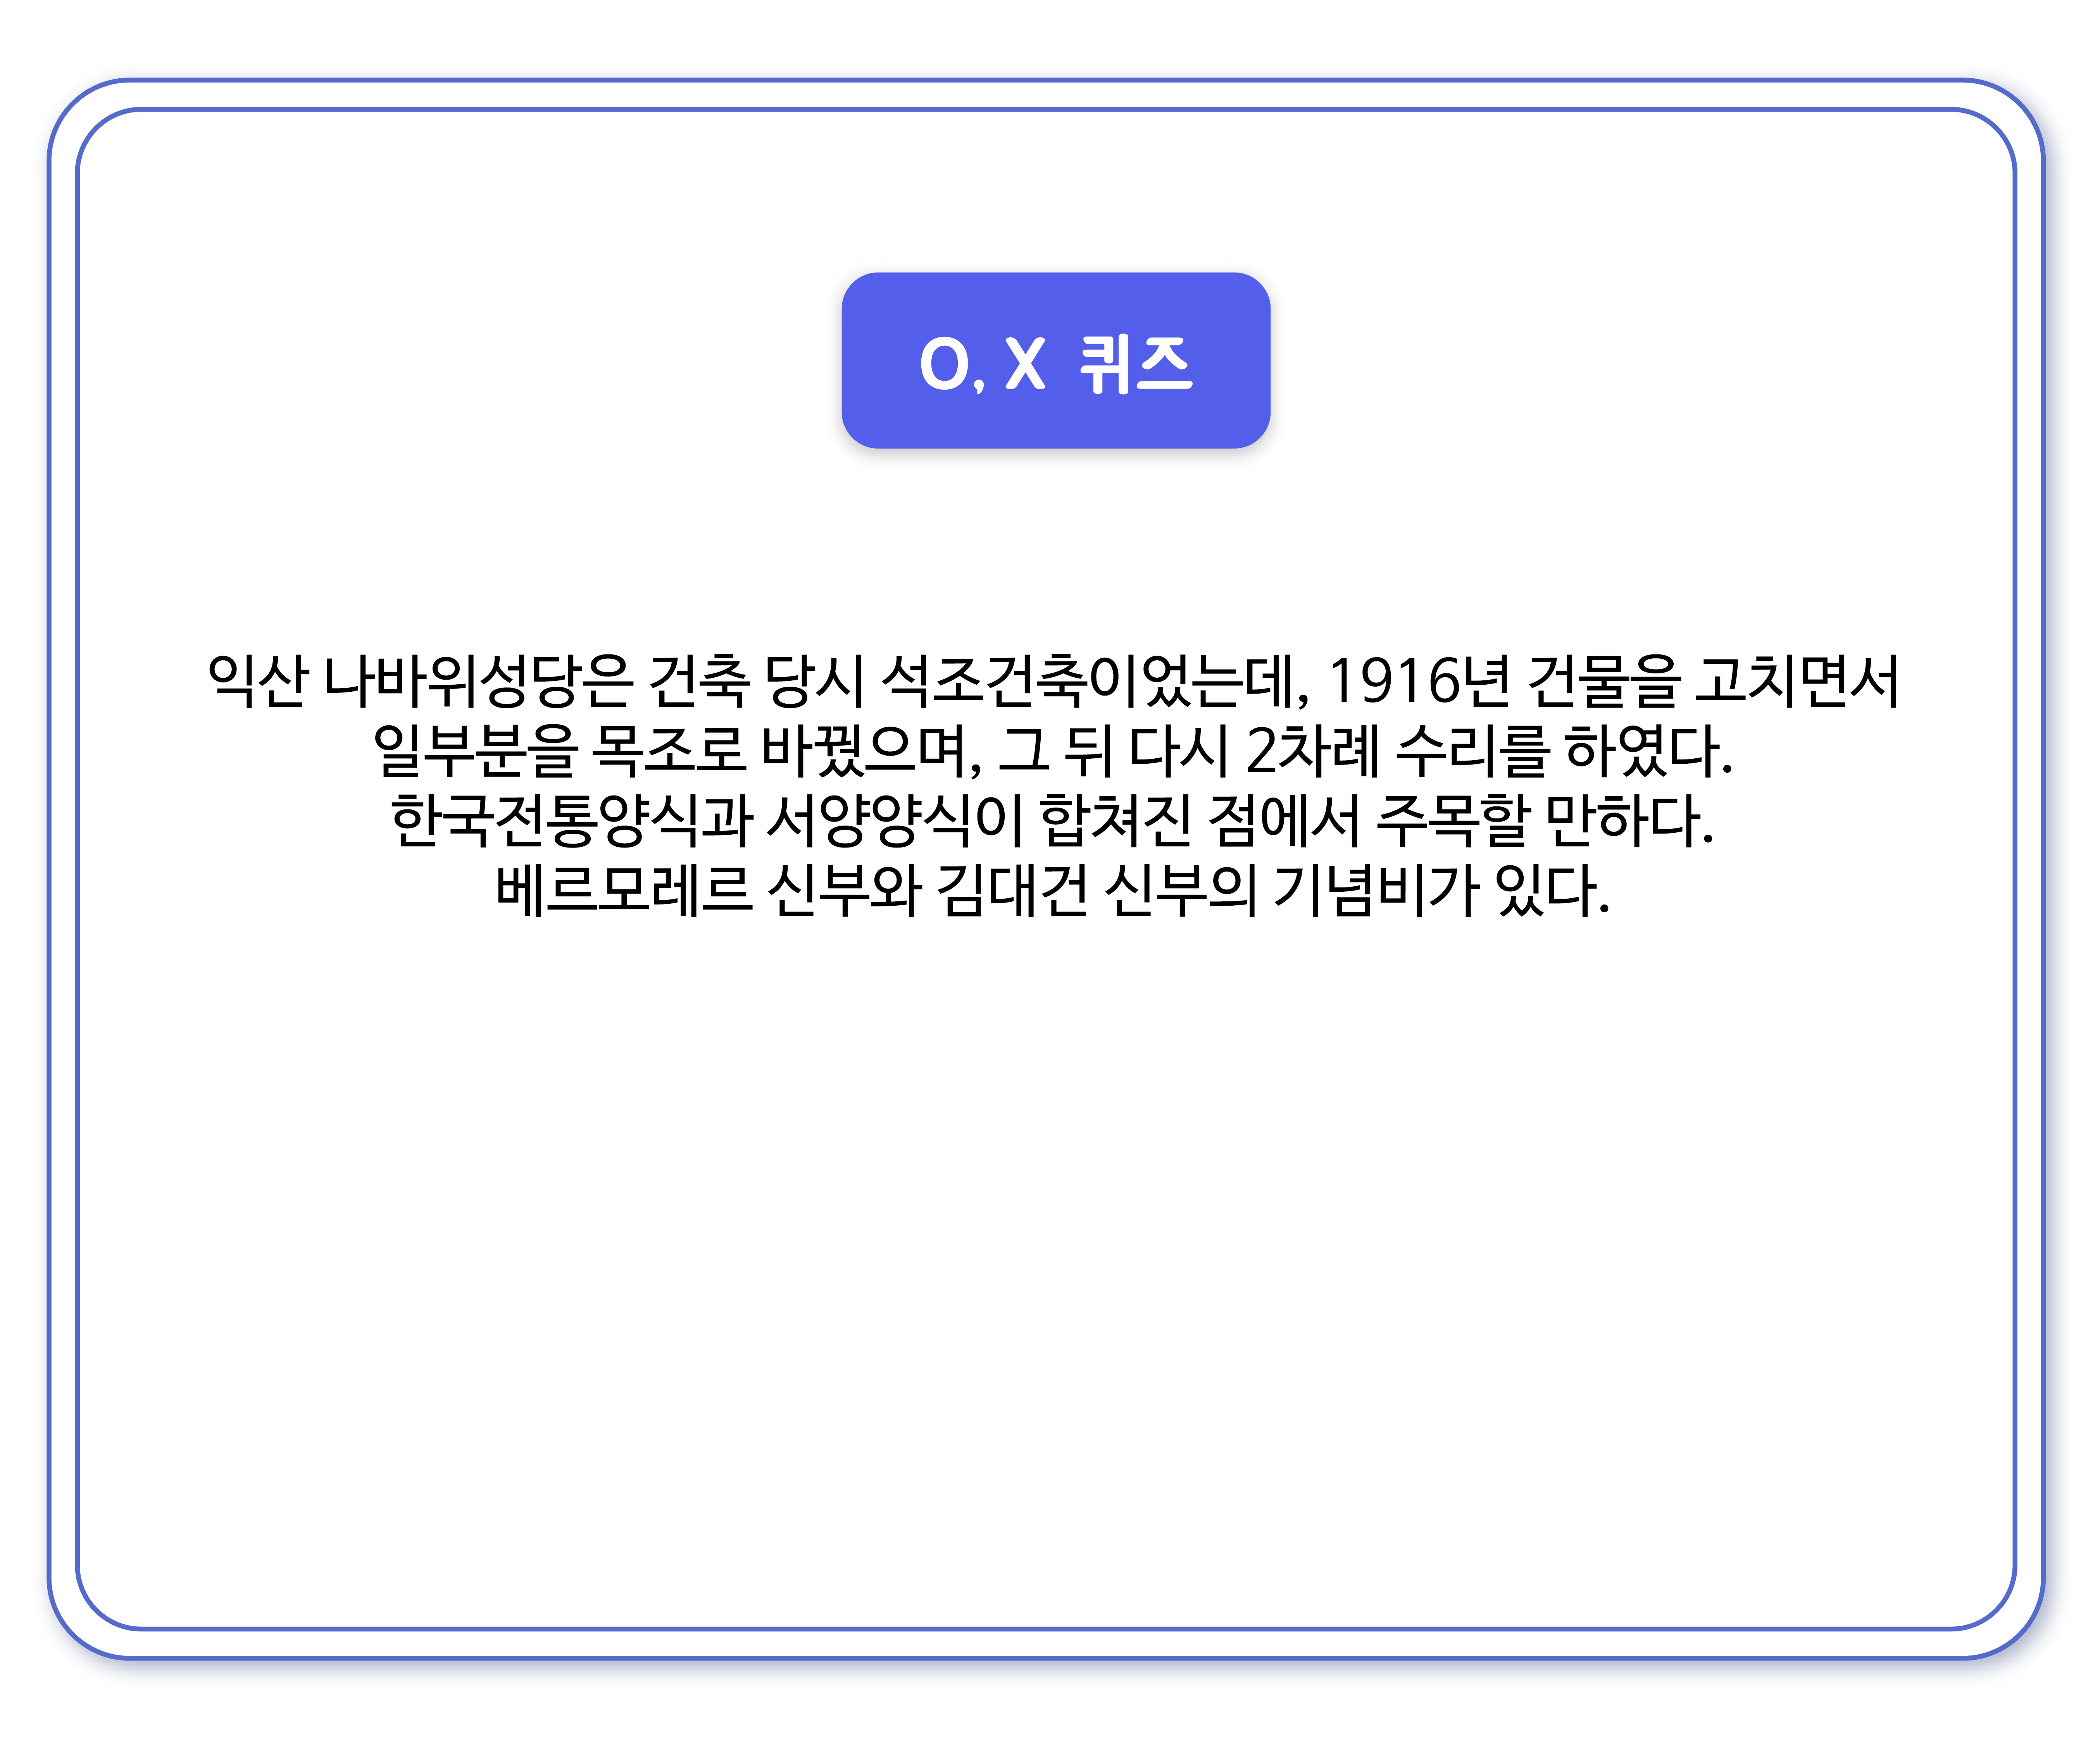 O, X 퀴즈
익산 나바위성당은 건축 당시 석조건축이었는데, 1916년 건물을 고치면서
일부분을 목조로 바꿨으며, 그 뒤 다시 2차례 수리를 하였다.
한국전통양식과 서양양식이 합쳐진 점에서 주목할 만하다.
베르모레르 신부와 김대건 신부의 기념비가 있다.